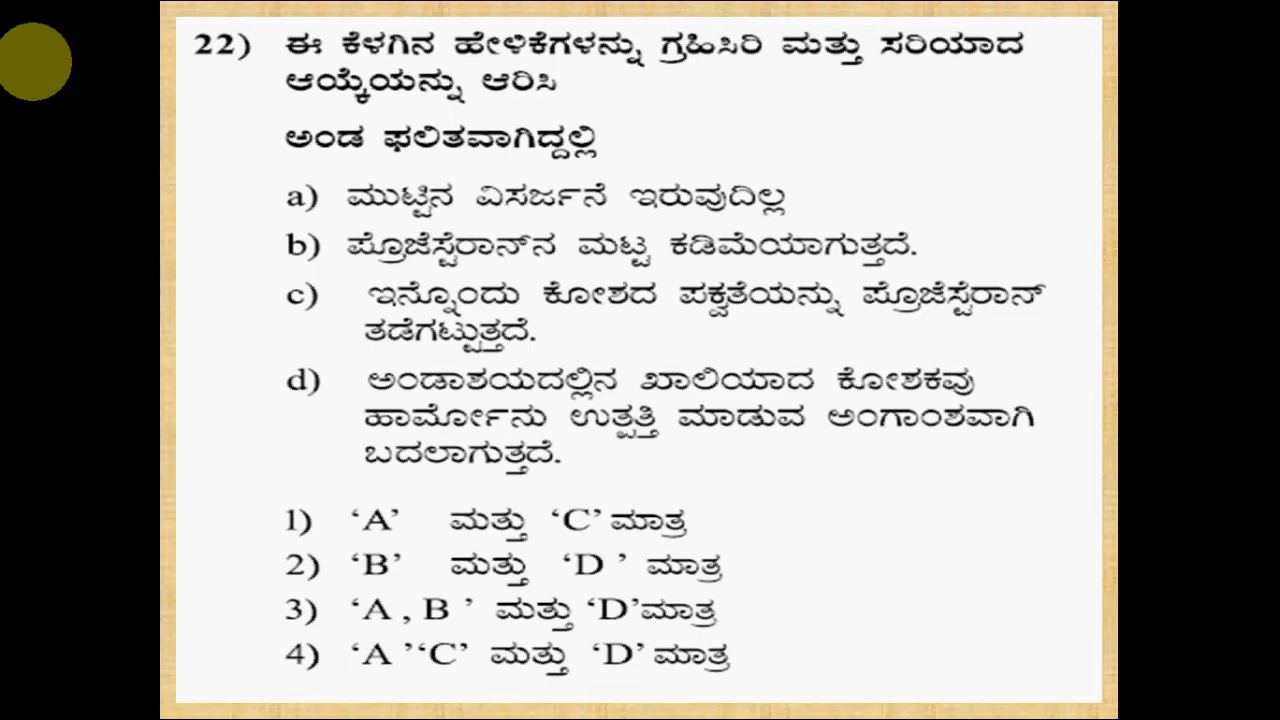 22) ಈ ಕೆಳಗಿನ ಹೇಳಿಕೆಗಳನ್ನು ಗ್ರಹಿಸಿರಿ ಮತ್ತು ಸರಿಯಾದ
ಆಯ್ಕೆಯನ್ನು ಆರಿಸಿ
ಅಂಡ ಫಲಿತವಾಗಿದ್ದಲ್ಲಿ
a) ಮುಟ್ಟಿನ ವಿಸರ್ಜನೆ ಇರುವುದಿಲ್ಲ
b) ಪ್ರೊಜೆಸ್ಟೆರಾನ್‌ನ ಮಟ್ಟ ಕಡಿಮೆಯಾಗುತ್ತದೆ.
c) ಇನ್ನೊಂದು ಕೋಶದ ಪಕ್ವತೆಯನ್ನು ಪ್ರೊಜೆಸ್ಟೆರಾನ್
ತಡೆಗಟ್ಟುತ್ತದೆ.
d) ಅಂಡಾಶಯದಲ್ಲಿನ ಖಾಲಿಯಾದ ಕೋಶಕವು
ಹಾರ್ಮೋನು ಉತ್ಪತ್ತಿ ಮಾಡುವ ಅಂಗಾಂಶವಾಗಿ
ಬದಲಾಗುತ್ತದೆ.
1) ‘A’ ಮತ್ತು ‘C’ ಮಾತ್ರ
2) ‘B’ ಮತ್ತು ‘D ’ ಮಾತ್ರ
3) ‘A , B ’ ಮತ್ತು ‘D’ಮಾತ್ರ
4) ‘A ’‘C’ ಮತ್ತು ‘D’ ಮಾತ್ರ